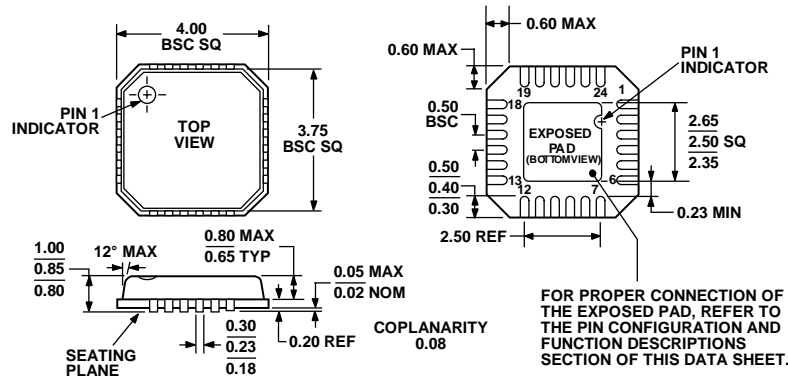 4.00
BSC SQ
PIN 1
INDICATOR
TOP
VIEW
3.75
BSC SQ
0.60 MAX
0.60 MAX
PIN 1
INDICATOR
19
24
1
18
0.50
BSC
EXPOSED
PAD
(BOTTOM VIEW)
2.65
2.50 SQ
2.35
13
12
7
6
0.50
0.40
0.30
0.23 MIN
2.50 REF
1.00
0.85
0.80
12° MAX
0.80 MAX
0.65 TYP
0.05 MAX
0.02 NOM
0.20 REF
COPLANARITY
0.08
SEATING
PLANE
0.30
0.23
0.18
FOR PROPER CONNECTION OF
THE EXPOSED PAD, REFER TO
THE PIN CONFIGURATION AND
FUNCTION DESCRIPTIONS
SECTION OF THIS DATA SHEET.